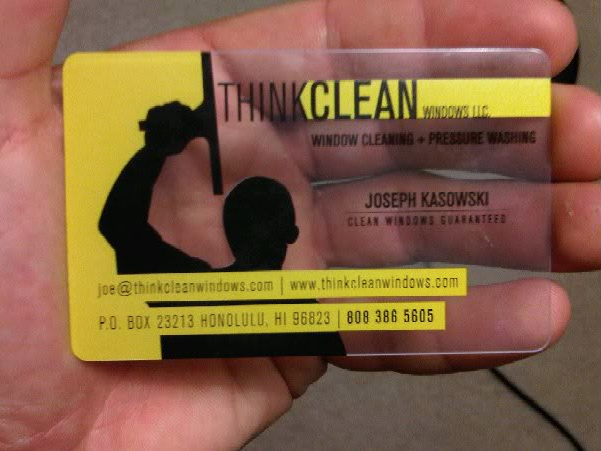 THINKCLEAN WINDOWS LLC.
WINDOW CLEANING + PRESSURE WASHING
JOSEPH KASOWSKI
CLEAN WINDOWS GUARANTEED
joe@thinkcleanwindows.com | www.thinkcleanwindows.com
P.O. BOX 23213 HONOLULU, HI 96823 | 808 386 5605